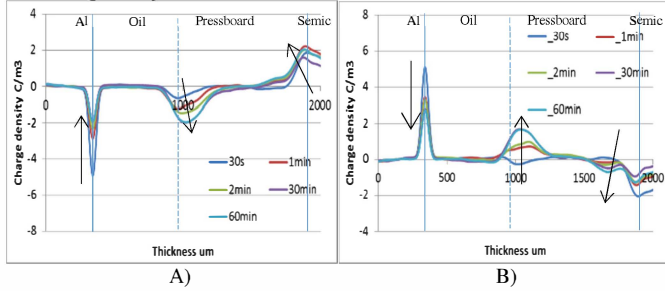 Al Oil Pressboard Semic
4
2
0
-2
-4
-6
-8
0 1000 2000
Charge density C/m3
30s 1min
2min 30min
60min
Thickness um
A)
Al Oil Pressboard Semic
8
6
4
2
0
-2
-4
0 500 1000 1500 2000
Charge density C/m3
_30s _1min
_2min _30min
_60min
Thickness um
B)